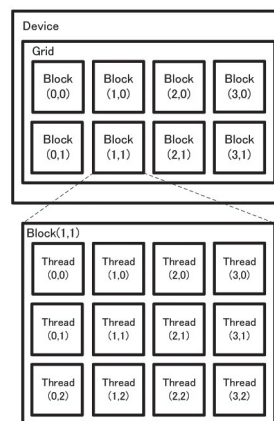 Device
Grid
Block Block Block Block
(0,0) (1,0) (2,0) (3,0)
Block Block Block Block
(0,1) (1,1) (2,1) (3,1)
Block(1,1)
Thread Thread Thread Thread
(0,0) (1,0) (2,0) (3,0)
Thread Thread Thread Thread
(0,1) (1,1) (2,1) (3,1)
Thread Thread Thread Thread
(0,2) (1,2) (2,2) (3,2)